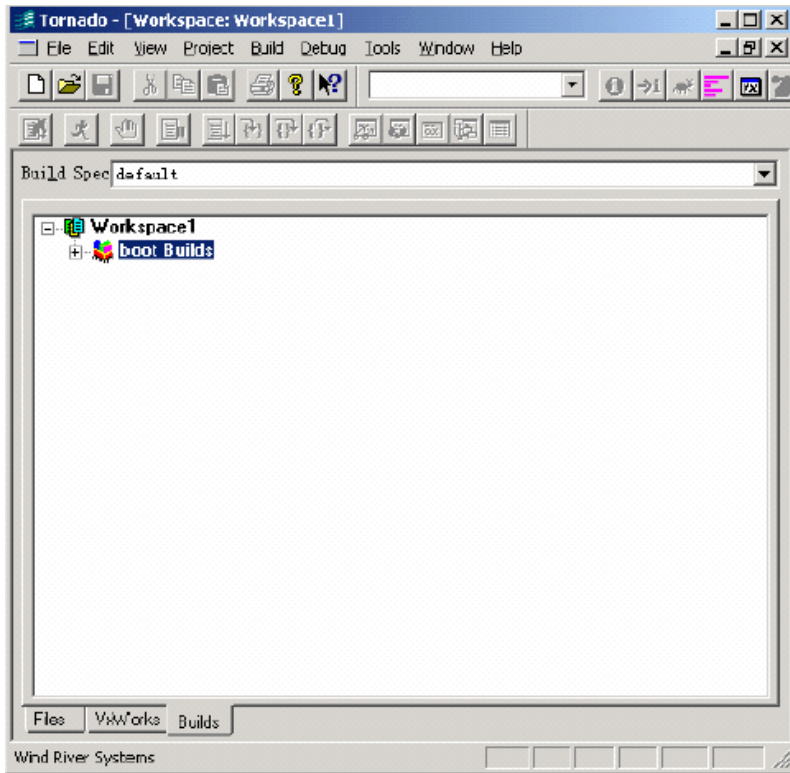 Tornado - [Workspace: Workspace1]
File Edit View Project Build Debug Tools Window Help
Build Spec default
Workspace1
boot Builds
Files VxWorks Builds
Wind River Systems